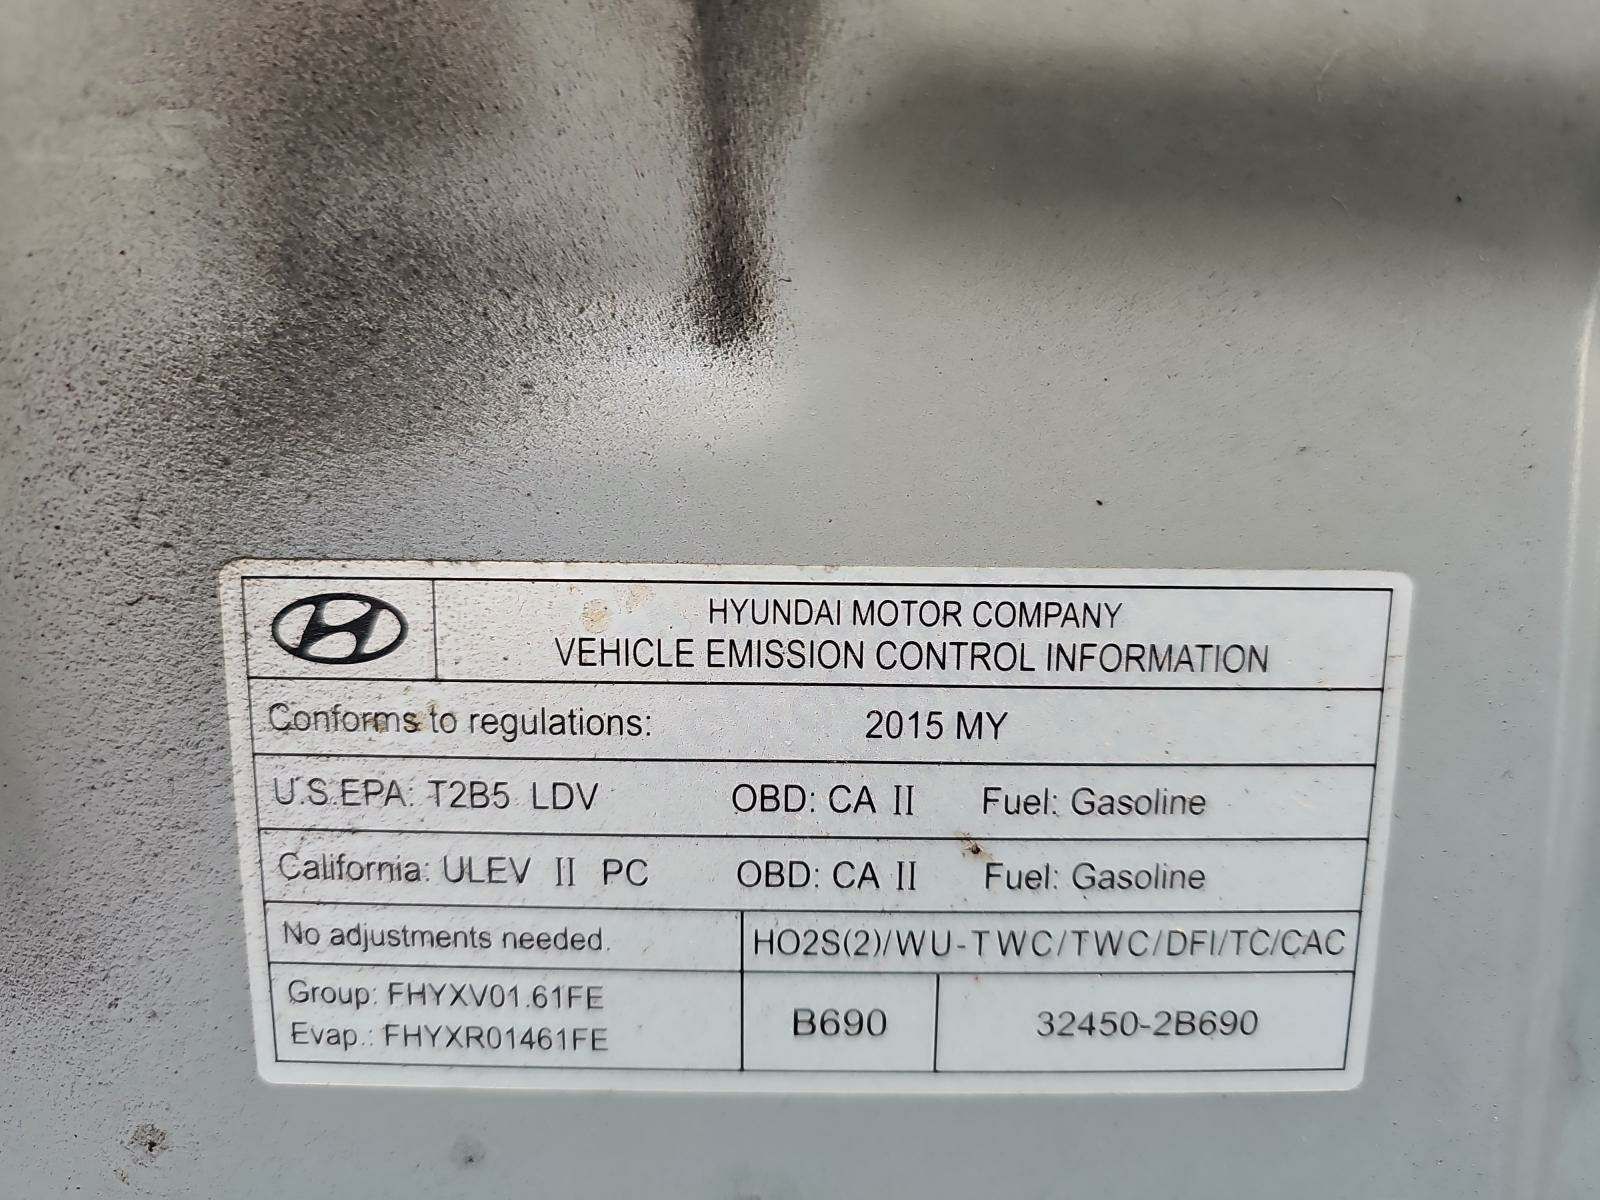 HYUNDAI MOTOR COMPANY
VEHICLE EMISSION CONTROL INFORMATION
Conforms to regulations: 2015 MY
U.S.EPA: T2B5 LDV OBD: CA II Fuel: Gasoline
California: ULEV II PC OBD: CA II Fuel: Gasoline
No adjustments needed. HO2S(2)/WU-TWC/TWC/DFI/TC/CAC
Group: FHYXV01.61FE
Evap.: FHYXR01461FE
B690 32450-2B690